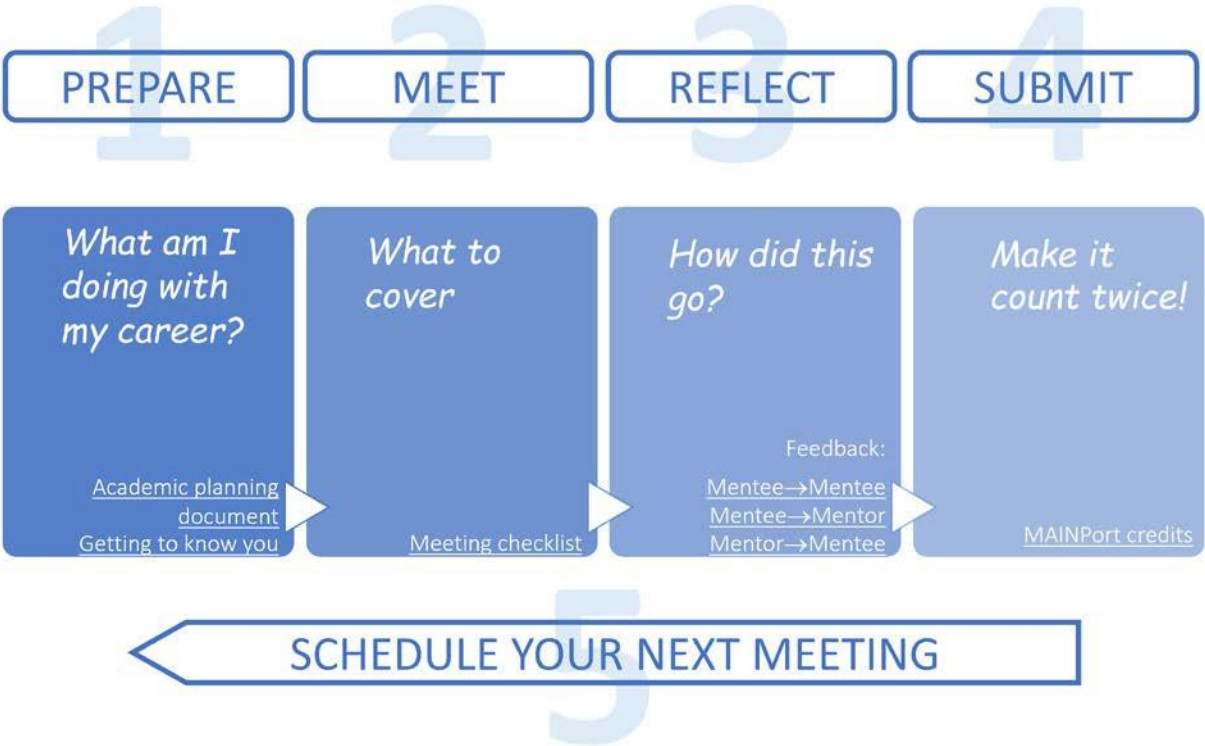 1
PREPARE
2
MEET
3
REFLECT
4
SUBMIT
What am I
doing with
my career?
Academic planning
document
Getting to know you
What to
cover
Meeting checklist
How did this
go?
Feedback:
Mentee→Mentee
Mentee→Mentor
Mentor→Mentee
Make it
count twice!
MAINPort credits
5
SCHEDULE YOUR NEXT MEETING